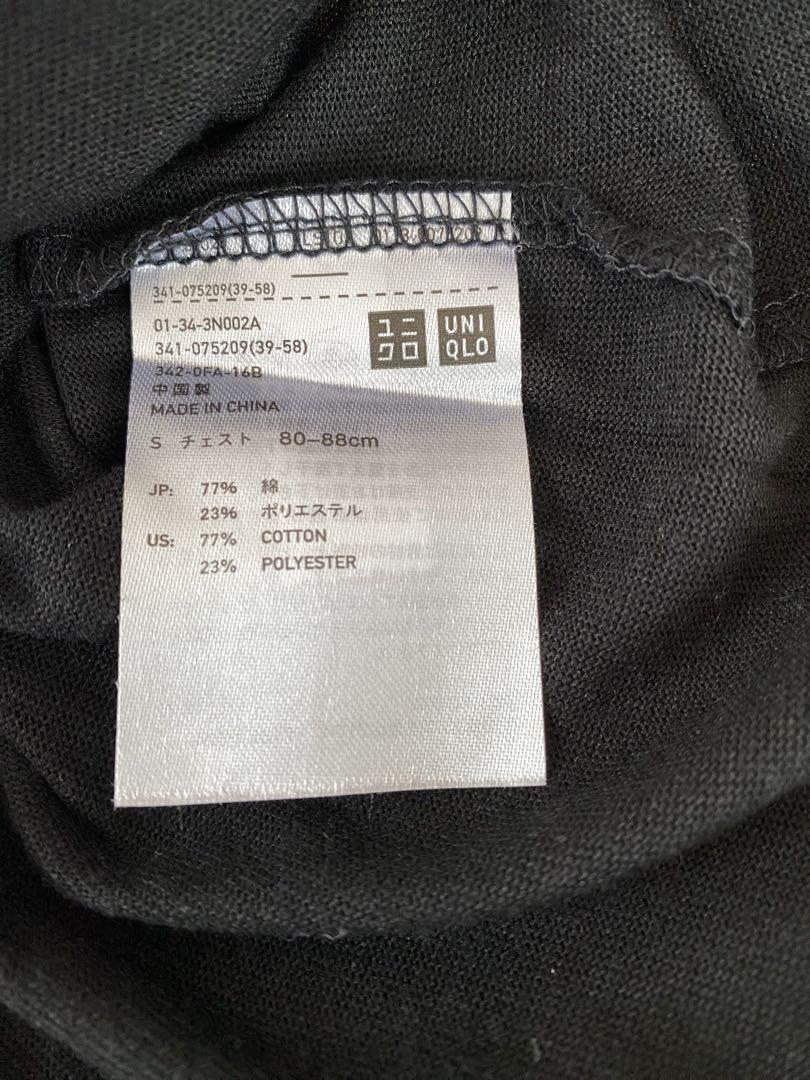 341-075209(39-58)
01-34-3N002A
341-075209(39-58)
342-0FA-16B
中国製
MADE IN CHINA
ユニ
クロ
UNI
QLO
S チェスト 80-88cm
JP: 77% 綿
23% ポリエステル
US: 77% COTTON
23% POLYESTER